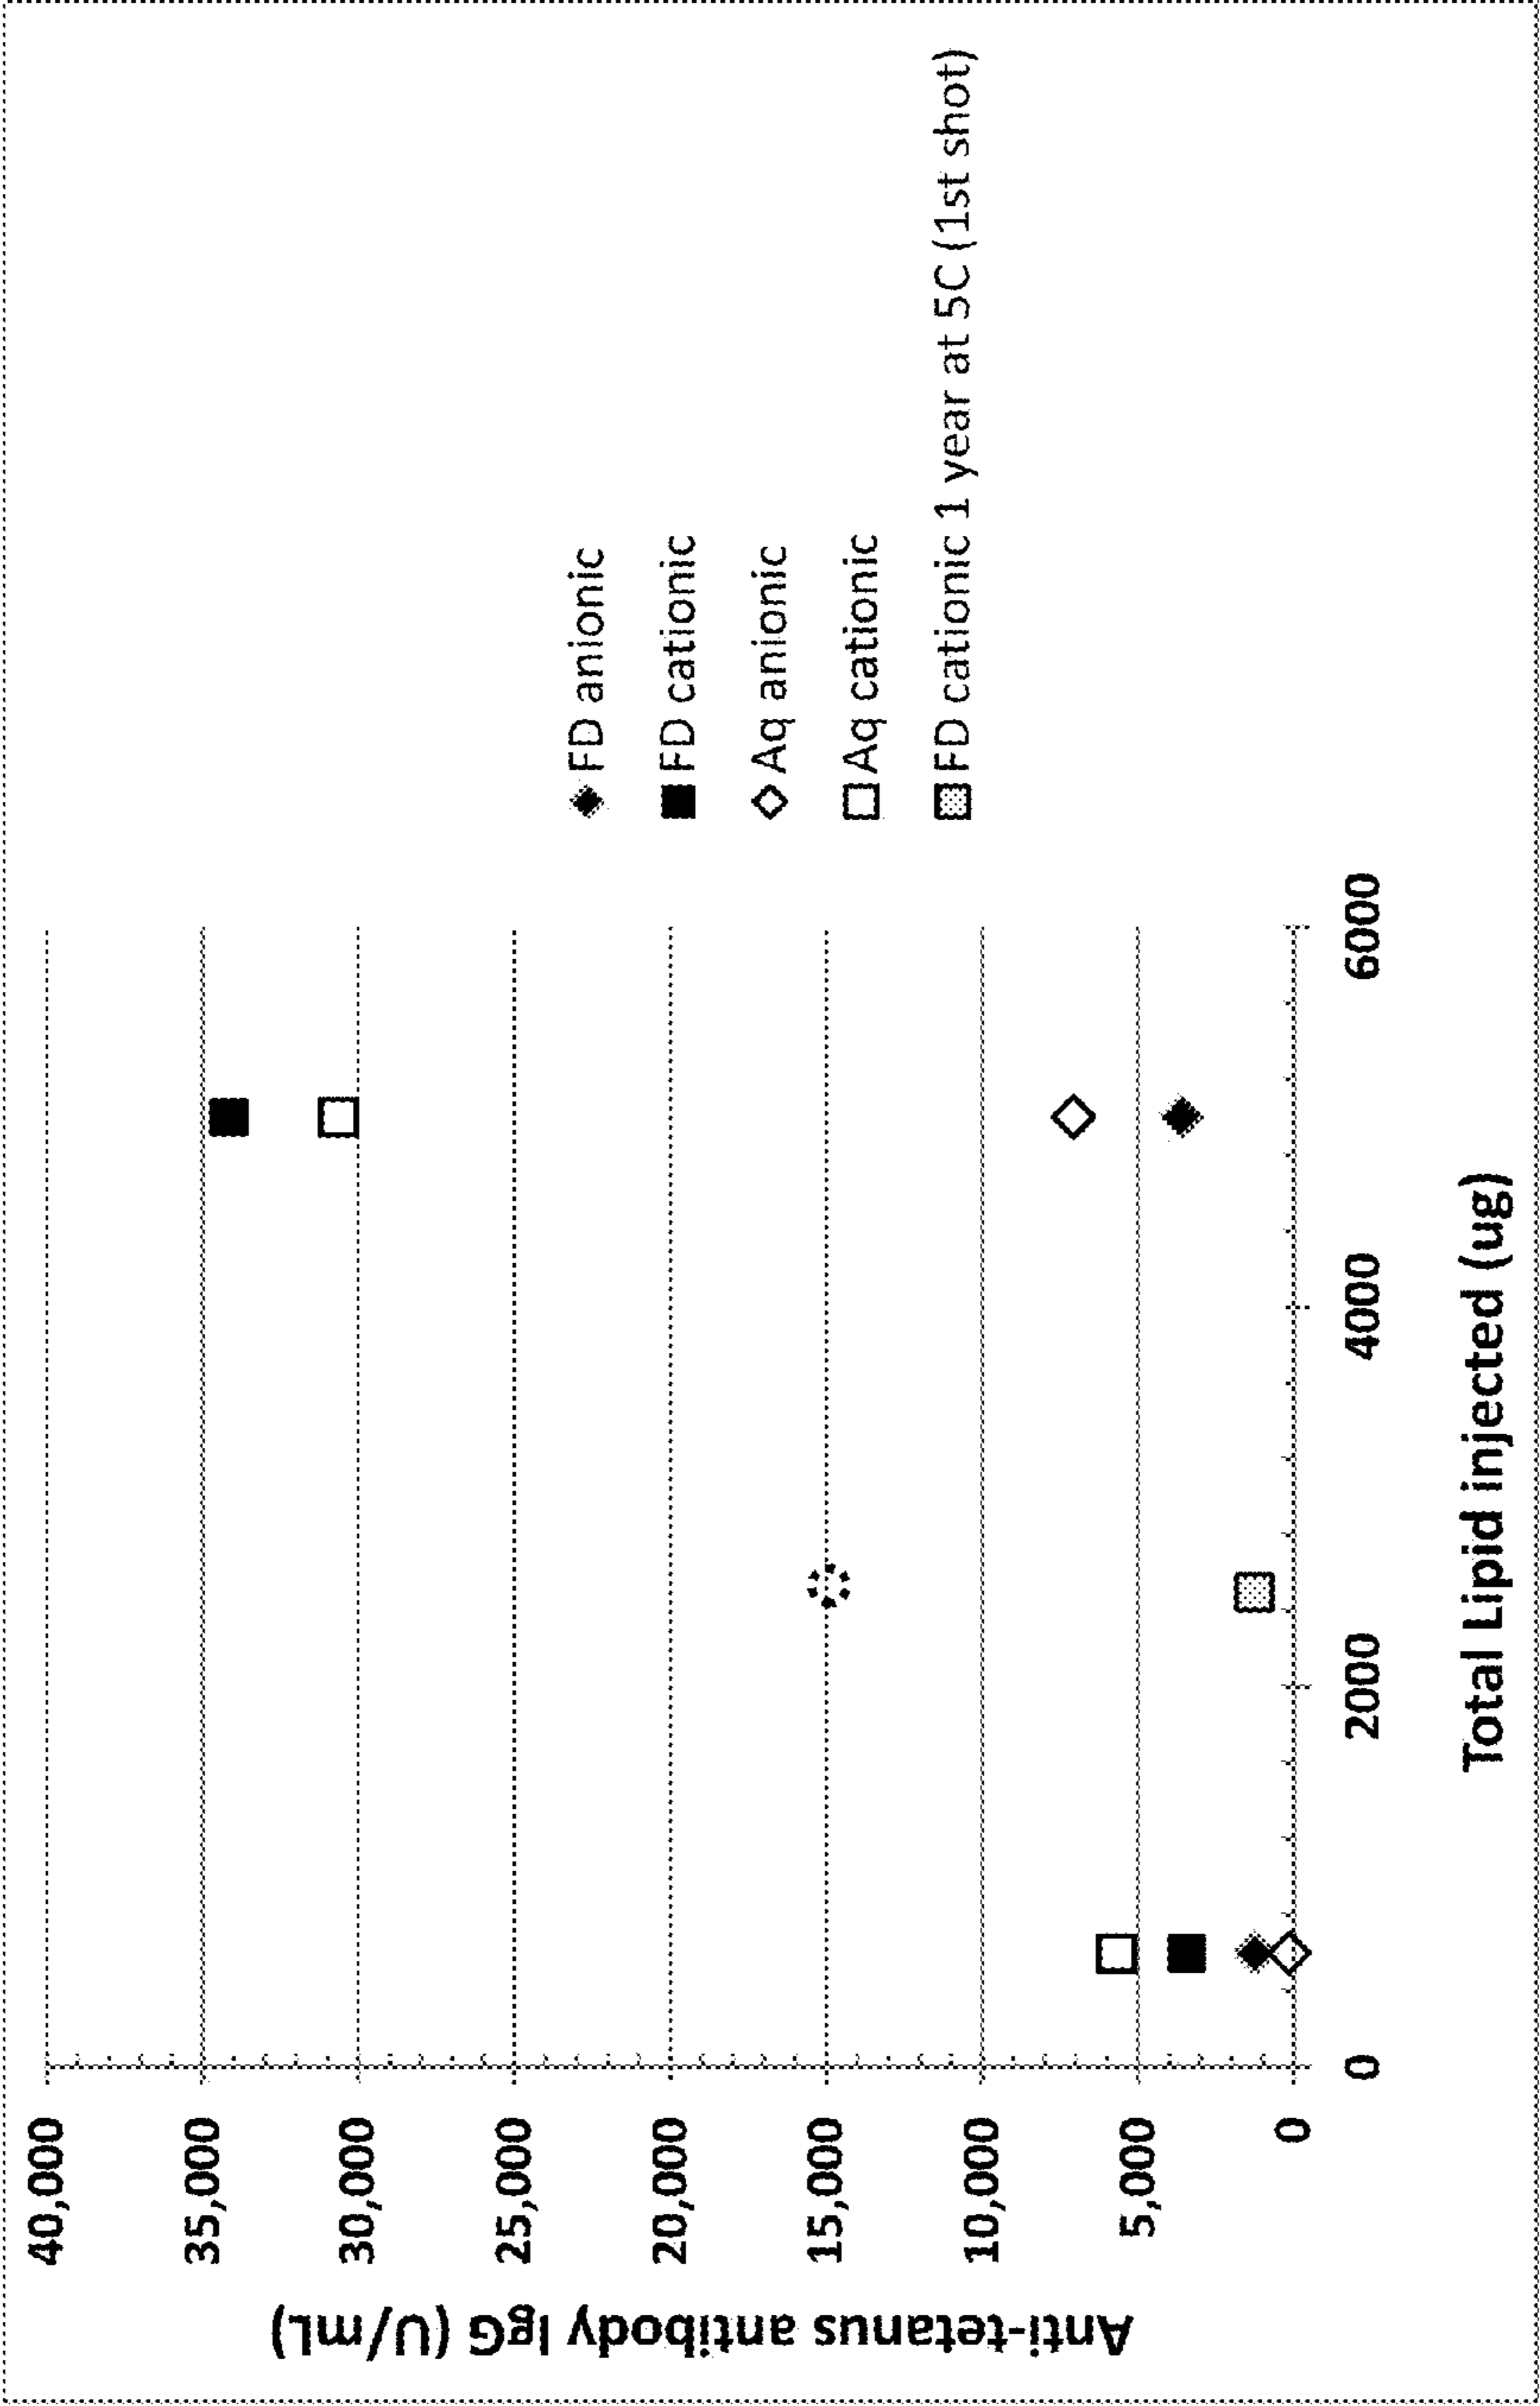 Anti-tetanus antibody IgG (U/mL)
40,000
35,000
30,000
25,000
20,000
15,000
10,000
5,000
0
0
2000
4000
6000
Total Lipid injected (ug)
FD anionic
FD cationic
Aq anionic
Aq cationic
FD cationic 1 year at 5C (1st shot)